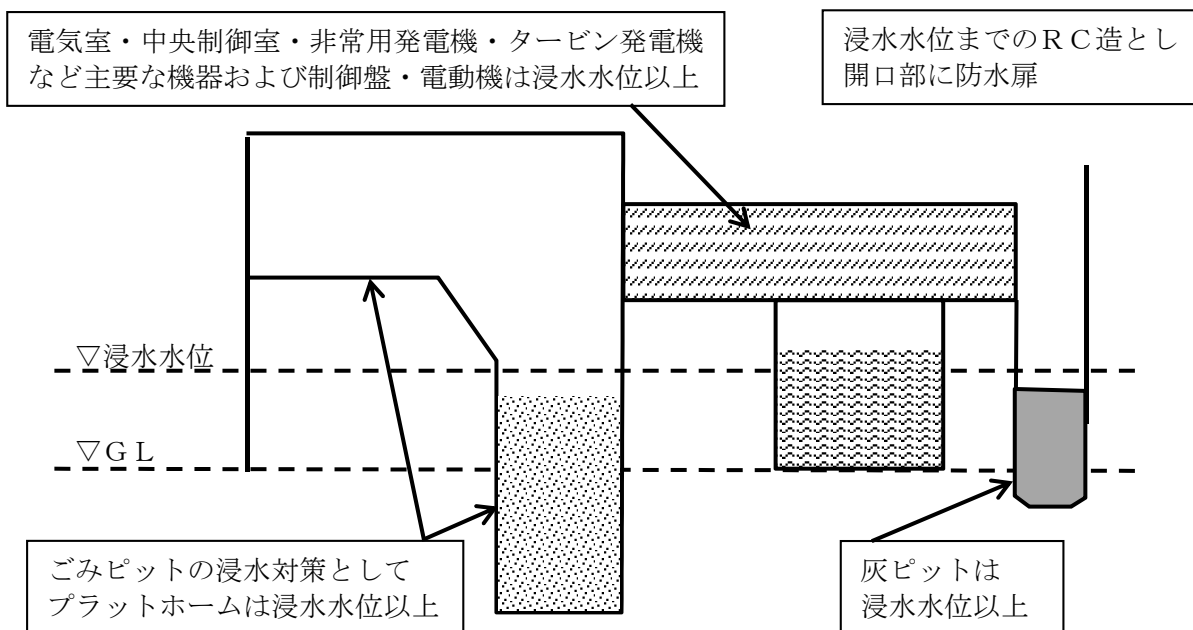 電気室・中央制御室・非常用発電機・タービン発電機
など主要な機器および制御盤・電動機は浸水水位以上
浸水水位までのＲＣ造とし
開口部に防水扉
▽浸水水位
▽ＧＬ
ごみピットの浸水対策として
プラットホームは浸水水位以上
灰ピットは
浸水水位以上